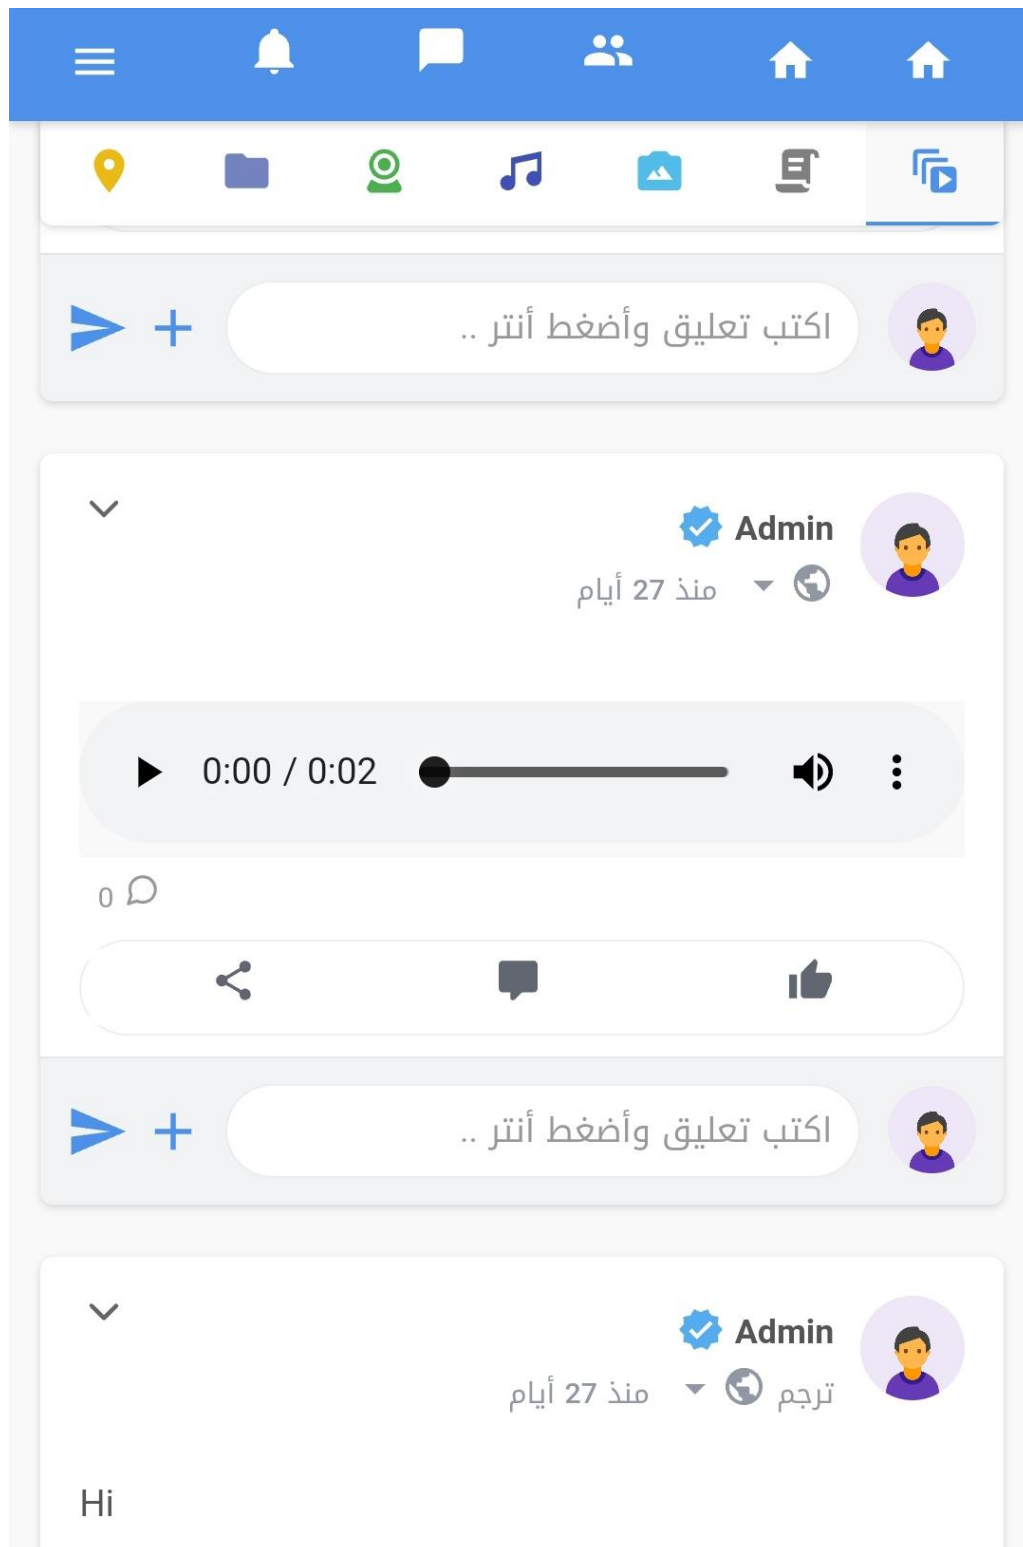 اكتب تعليق وأضغط أنتر ..
Admin
منذ 27 أيام
0:00 / 0:02
0
اكتب تعليق وأضغط أنتر ..
Admin
ترجم منذ 27 أيام
Hi